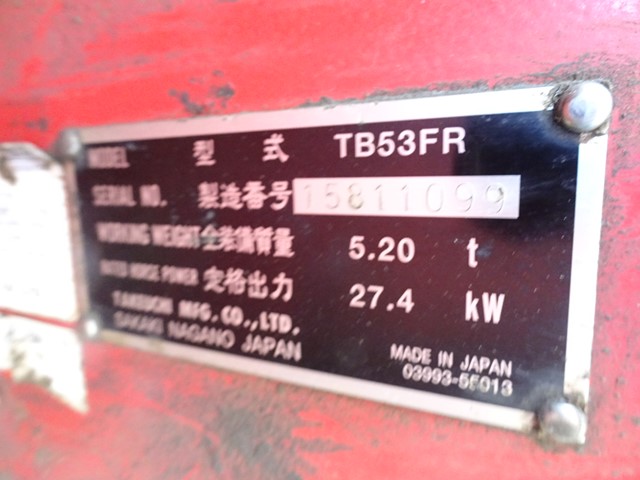 MODEL 型 式 TB53FR
SERIAL NO. 製造番号 15811099
WORKING WEIGHT 全装備質量 5.20 t
RATED HORSE POWER 定格出力 27.4 kW
TAKEUCHI MFG. CO., LTD.
SAKAKI NAGANO JAPAN
MADE IN JAPAN
03993-55013